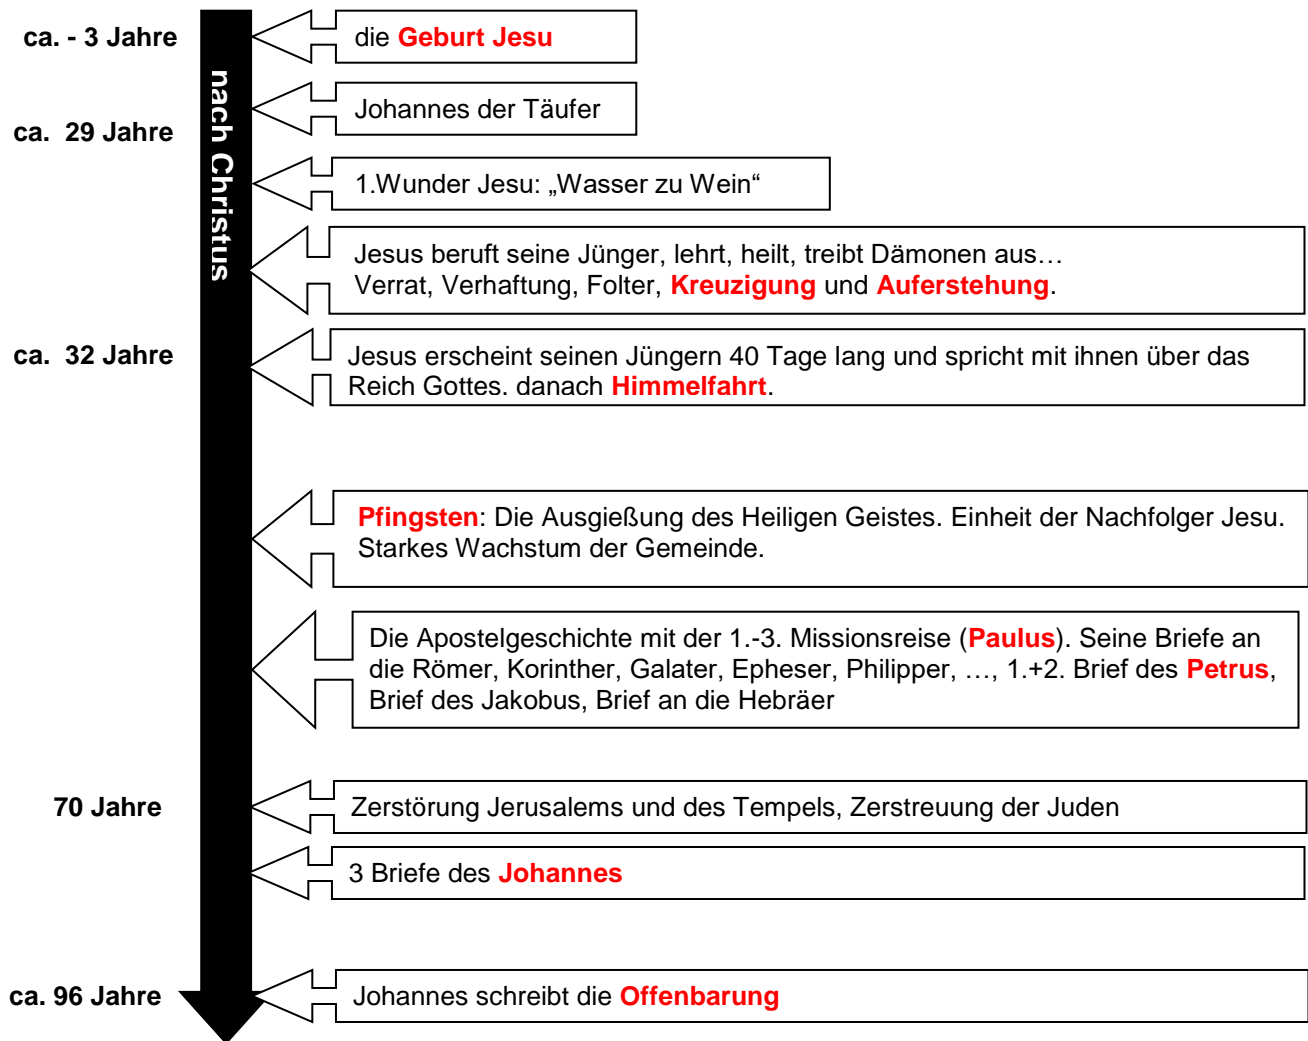 ca. - 3 Jahre
die Geburt Jesu
nach Christus
Johannes der Täufer
ca.  29 Jahre
1.Wunder Jesu: „Wasser zu Wein“
Jesus beruft seine Jünger, lehrt, heilt, treibt Dämonen aus…
Verrat, Verhaftung, Folter, Kreuzigung und Auferstehung.
ca.  32 Jahre
Jesus erscheint seinen Jüngern 40 Tage lang und spricht mit ihnen über das
Reich Gottes. danach Himmelfahrt.
Pfingsten: Die Ausgießung des Heiligen Geistes. Einheit der Nachfolger Jesu.
Starkes Wachstum der Gemeinde.
Die Apostelgeschichte mit der 1.-3. Missionsreise (Paulus). Seine Briefe an
die Römer, Korinther, Galater, Epheser, Philipper, …, 1.+2. Brief des Petrus,
Brief des Jakobus, Brief an die Hebräer
70 Jahre
Zerstörung Jerusalems und des Tempels, Zerstreuung der Juden
3 Briefe des Johannes
ca. 96 Jahre
Johannes schreibt die Offenbarung